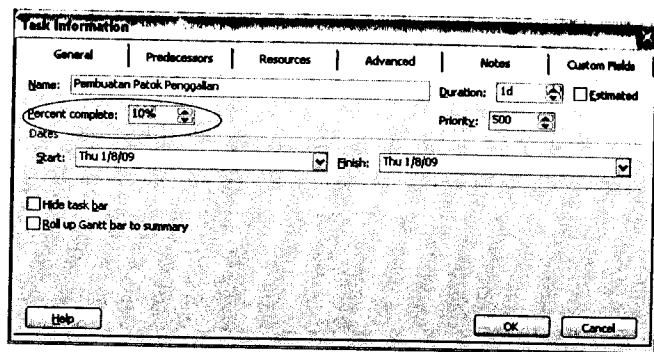 Task Information
General Predecessors Resources Advanced Notes Custom Fields
Name: Pembuatan Patok Penggalian Duration: 1d Estimated
Percent complete: 10% Priority: 500
Dates
Start: Thu 1/8/09 Finish: Thu 1/8/09
Hide task bar
Roll up Gantt bar to summary
Help OK Cancel